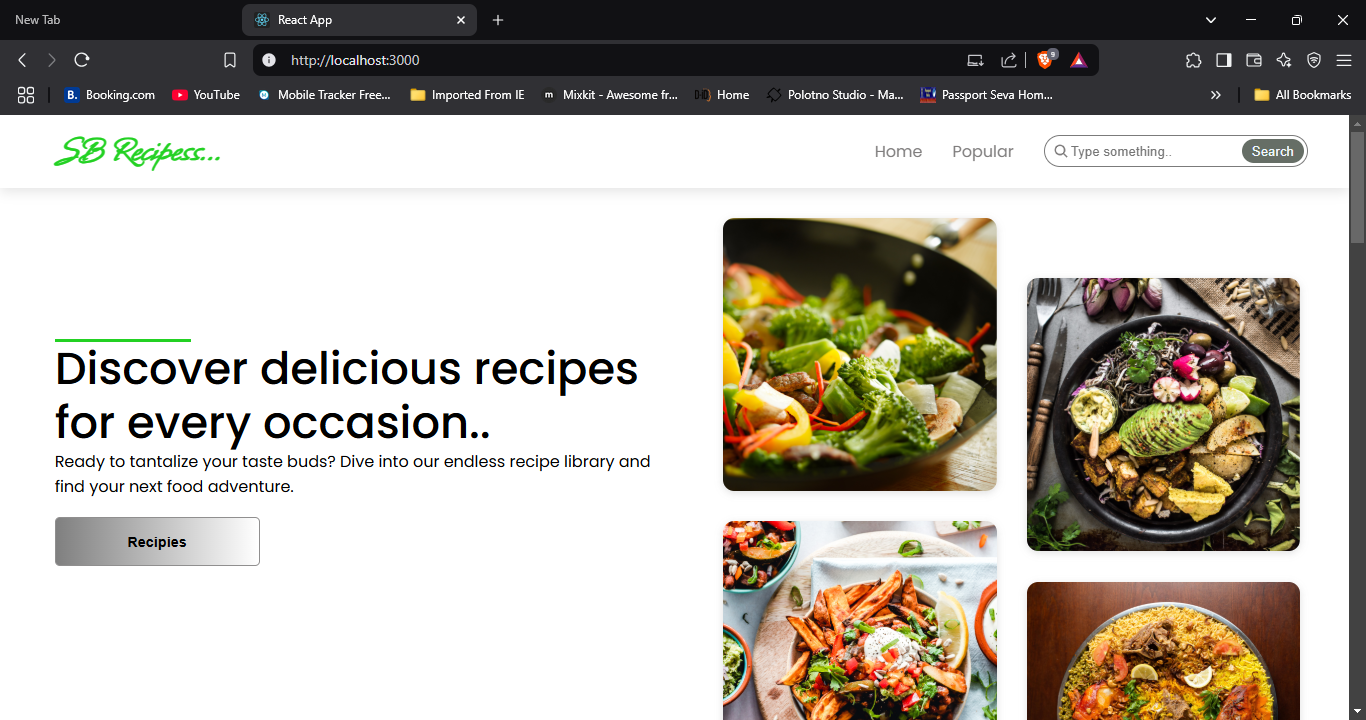 New Tab
React App
http://localhost:3000
9
B. Booking.com
YouTube
Mobile Tracker Free...
Imported From IE
m Mixkit - Awesome fr...
Home
Polotno Studio - Ma...
Passport Seva Hom...
All Bookmarks
SB Recipess...
Home
Popular
Type something..
Search
Discover delicious recipes
for every occasion..
Ready to tantalize your taste buds? Dive into our endless recipe library and
find your next food adventure.
Recipies